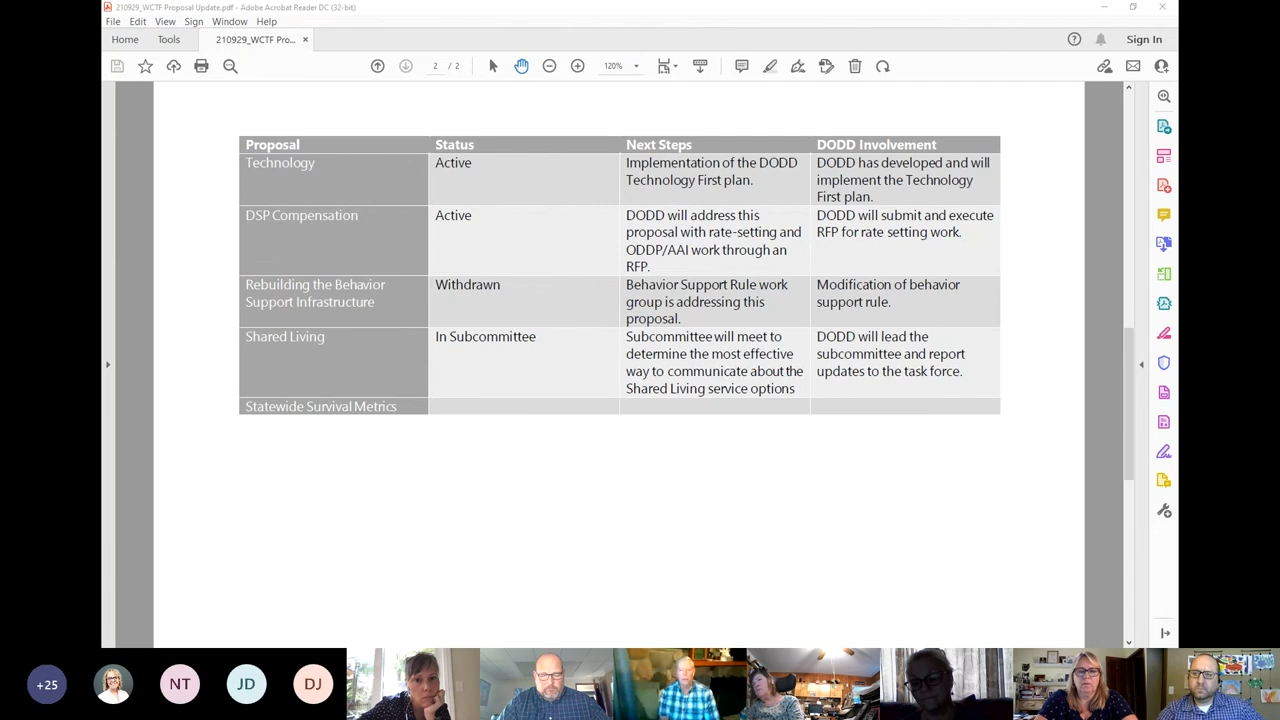 210929_WCTF Proposal Update.pdf - Adobe Acrobat Reader DC (32-bit)
File Edit View Sign Window Help
Home Tools 210929_WCTF Pro... × Sign In
2 / 2 120%
Proposal Status Next Steps DODD Involvement
Technology Active Implementation of the DODD DODD has developed and will
Technology First plan. implement the Technology
First plan.
DSP Compensation Active DODD will address this DODD will submit and execute
proposal with rate-setting and RFP for rate setting work.
ODDP/AAI work through an
RFP.
Rebuilding the Behavior Withdrawn Behavior Support Rule work Modification of behavior
Support Infrastructure group is addressing this support rule.
proposal.
Shared Living In Subcommittee Subcommittee will meet to DODD will lead the
determine the most effective subcommittee and report
way to communicate about the updates to the task force.
Shared Living service options
Statewide Survival Metrics
+25 NT JD DJ